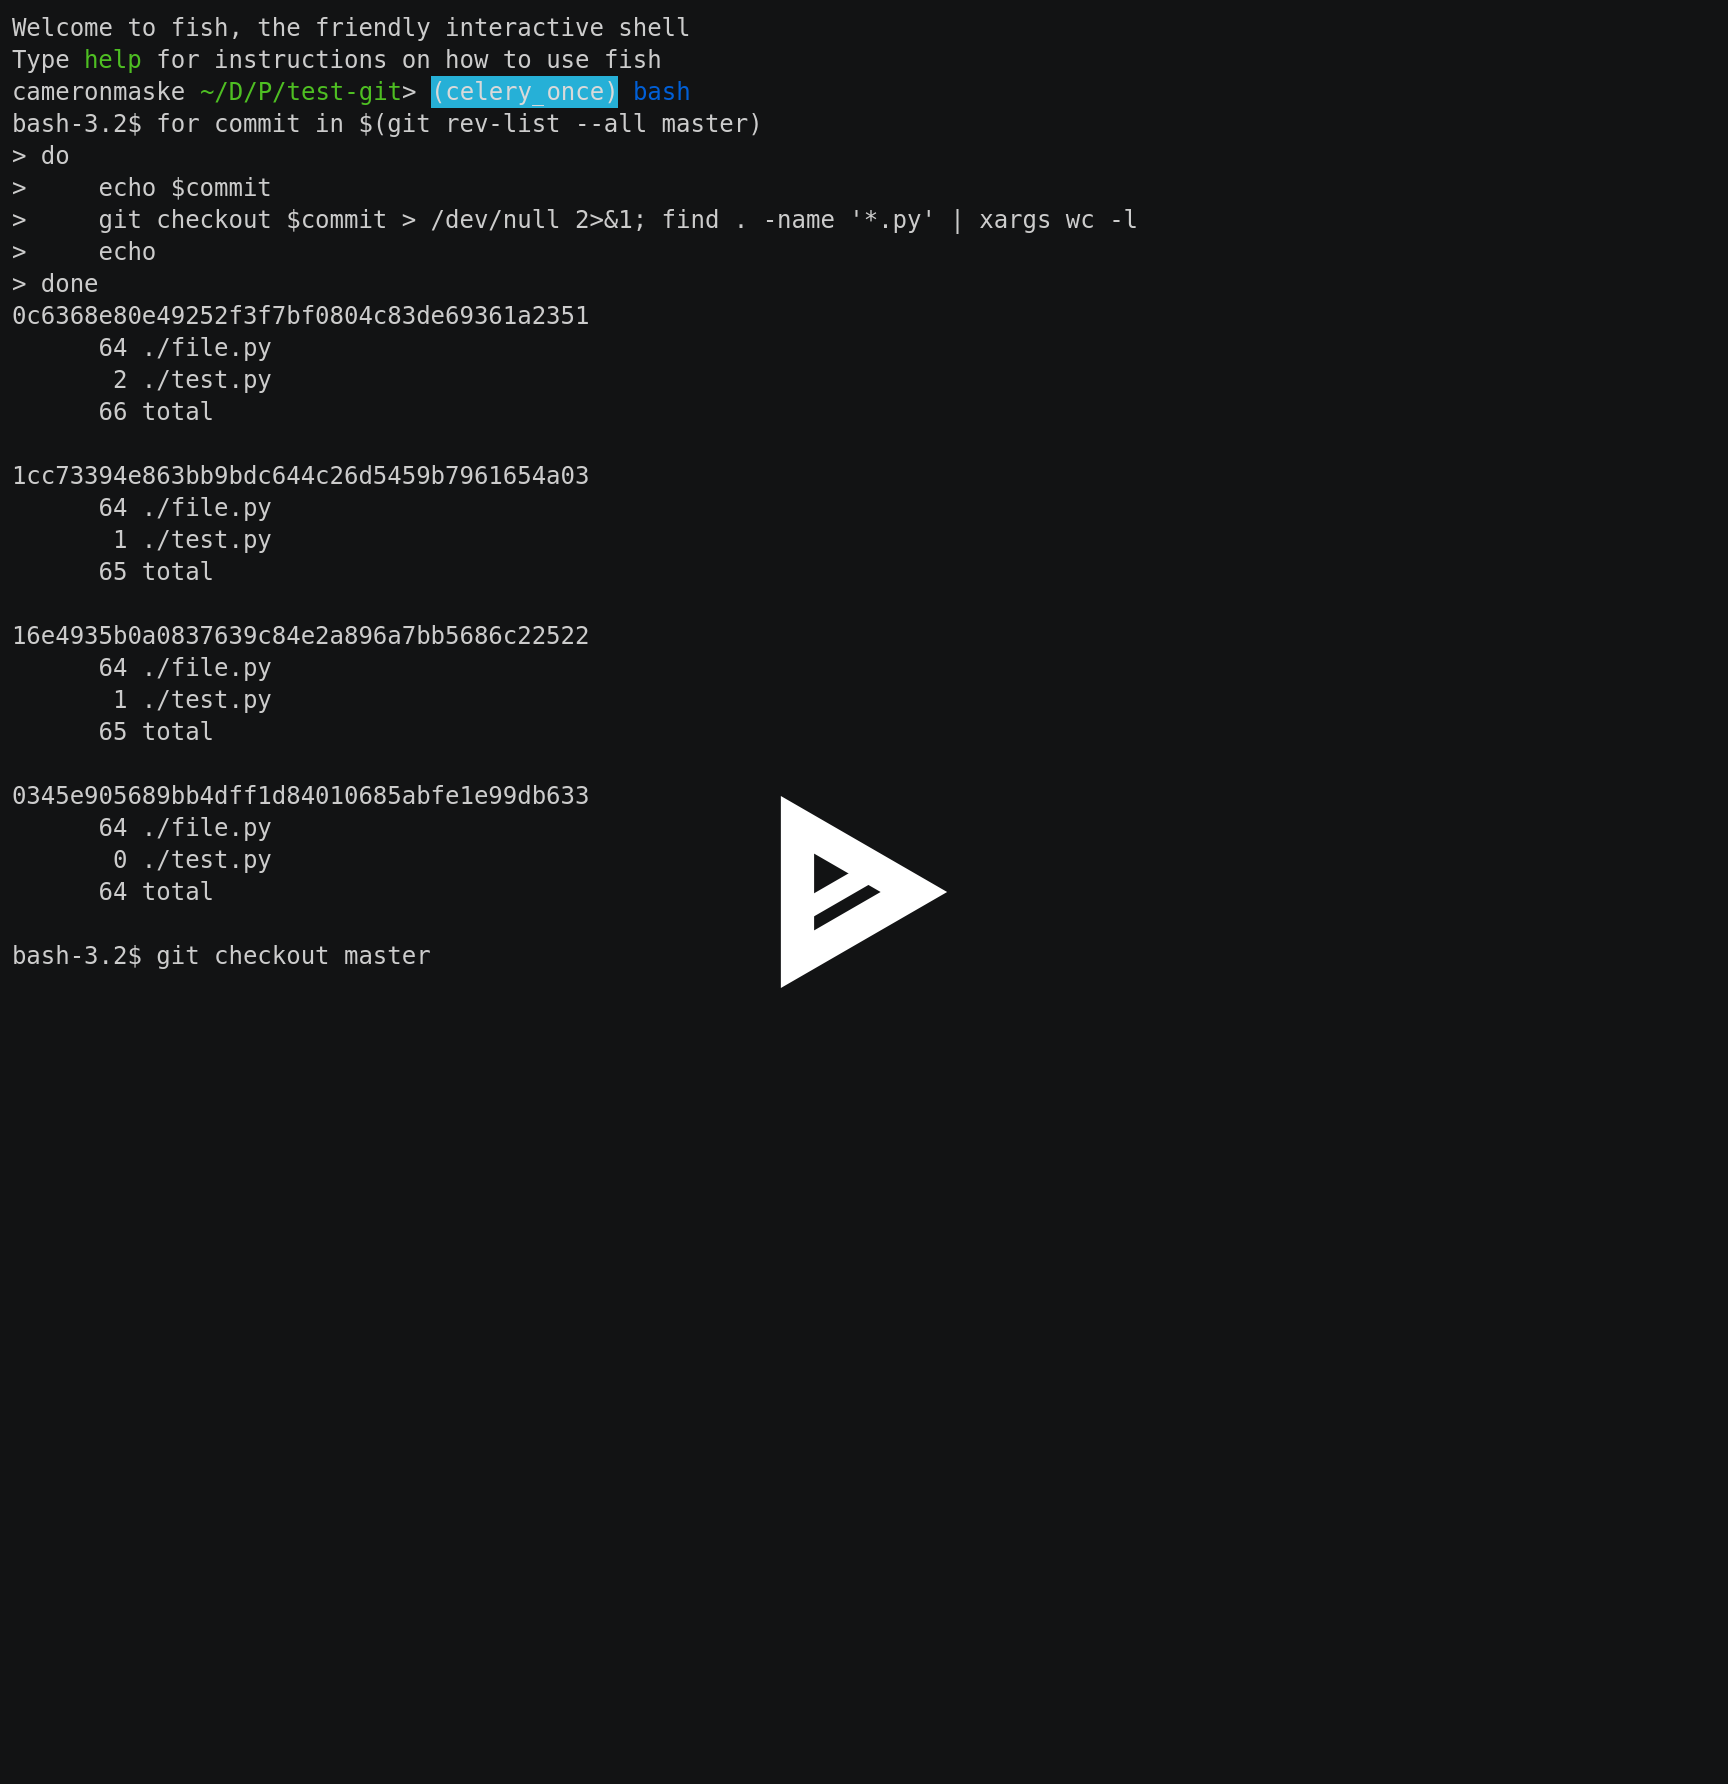 Welcome to fish, the friendly interactive shell
Type help for instructions on how to use fish
cameronmaske ~/D/P/test-git> (celery_once) bash
bash-3.2$ for commit in $(git rev-list --all master)
> do
>     echo $commit
>     git checkout $commit > /dev/null 2>&1; find . -name '*.py' | xargs wc -l
>     echo
> done
0c6368e80e49252f3f7bf0804c83de69361a2351
      64 ./file.py
       2 ./test.py
      66 total
1cc73394e863bb9bdc644c26d5459b7961654a03
      64 ./file.py
       1 ./test.py
      65 total
16e4935b0a0837639c84e2a896a7bb5686c22522
      64 ./file.py
       1 ./test.py
      65 total
0345e905689bb4dff1d84010685abfe1e99db633
      64 ./file.py
       0 ./test.py
      64 total
bash-3.2$ git checkout master